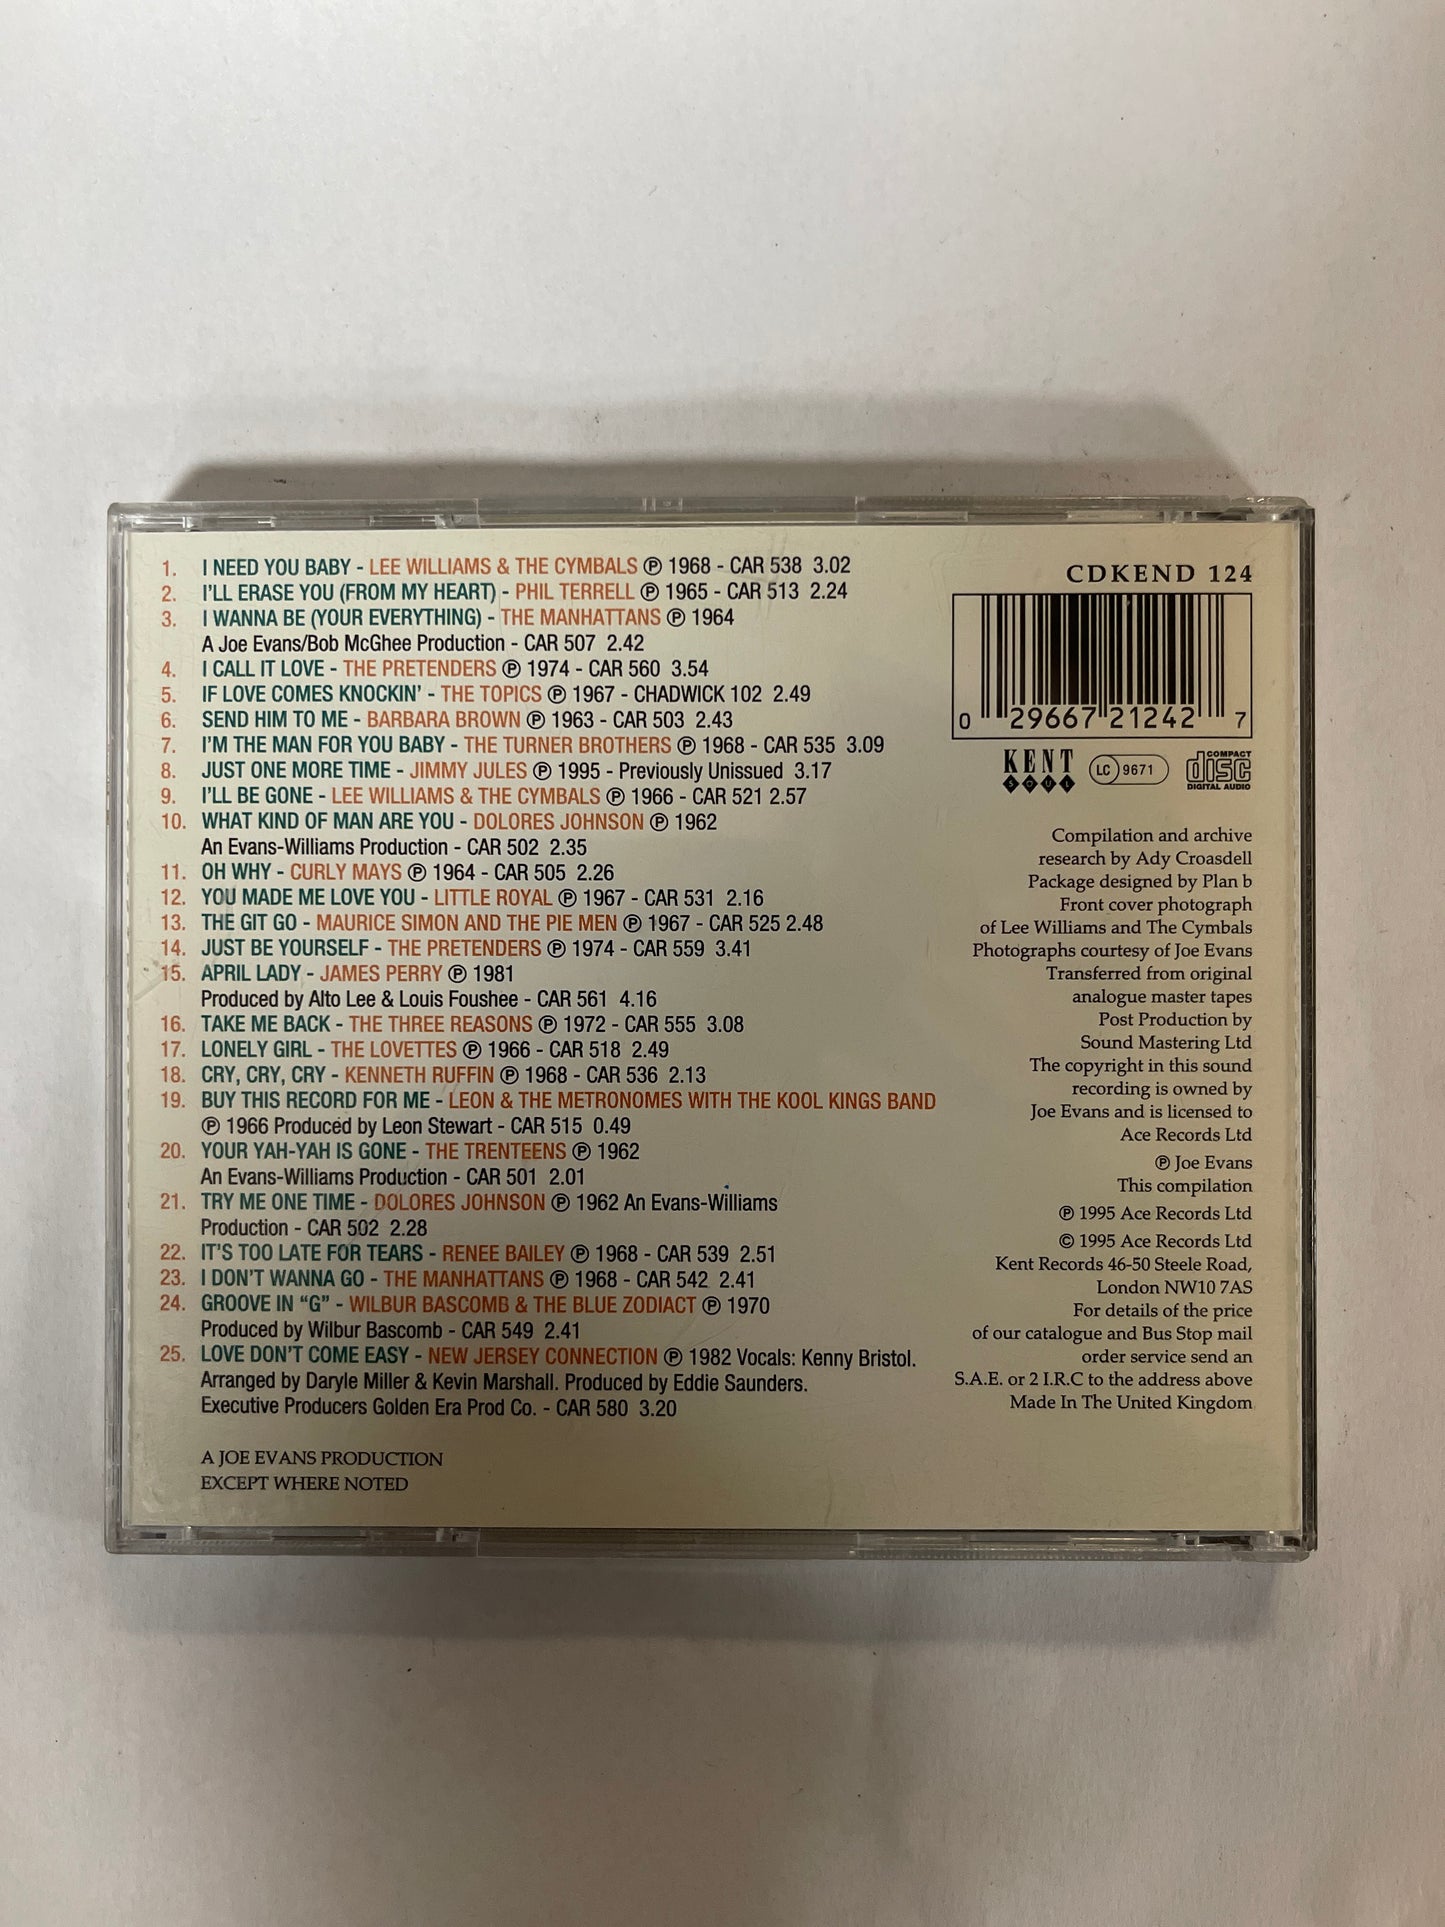 1. I NEED YOU BABY - LEE WILLIAMS & THE CYMBALS ℗ 1968 - CAR 538 3.02
2. I'LL ERASE YOU (FROM MY HEART) - PHIL TERRELL ℗ 1965 - CAR 513 2.24
3. I WANNA BE (YOUR EVERYTHING) - THE MANHATTANS ℗ 1964
A Joe Evans/Bob McGhee Production - CAR 507 2.42
4. I CALL IT LOVE - THE PRETENDERS ℗ 1974 - CAR 560 3.54
5. IF LOVE COMES KNOCKIN' - THE TOPICS ℗ 1967 - CHADWICK 102 2.49
6. SEND HIM TO ME - BARBARA BROWN ℗ 1963 - CAR 503 2.43
7. I'M THE MAN FOR YOU BABY - THE TURNER BROTHERS ℗ 1968 - CAR 535 3.09
8. JUST ONE MORE TIME - JIMMY JULES ℗ 1995 - Previously Unissued 3.17
9. I'LL BE GONE - LEE WILLIAMS & THE CYMBALS ℗ 1966 - CAR 521 2.57
10. WHAT KIND OF MAN ARE YOU - DOLORES JOHNSON ℗ 1962
An Evans-Williams Production - CAR 502 2.35
11. OH WHY - CURLY MAYS ℗ 1964 - CAR 505 2.26
12. YOU MADE ME LOVE YOU - LITTLE ROYAL ℗ 1967 - CAR 531 2.16
13. THE GIT GO - MAURICE SIMON AND THE PIE MEN ℗ 1967 - CAR 525 2.48
14. JUST BE YOURSELF - THE PRETENDERS ℗ 1974 - CAR 559 3.41
15. APRIL LADY - JAMES PERRY ℗ 1981
Produced by Alto Lee & Louis Foushee - CAR 561 4.16
16. TAKE ME BACK - THE THREE REASONS ℗ 1972 - CAR 555 3.08
17. LONELY GIRL - THE LOVETTES ℗ 1966 - CAR 518 2.49
18. CRY, CRY, CRY - KENNETH RUFFIN ℗ 1968 - CAR 536 2.13
19. BUY THIS RECORD FOR ME - LEON & THE METRONOMES WITH THE KOOL KINGS BAND
℗ 1966 Produced by Leon Stewart - CAR 515 0.49
20. YOUR YAH-YAH IS GONE - THE TRENTEENS ℗ 1962
An Evans-Williams Production - CAR 501 2.01
21. TRY ME ONE TIME - DOLORES JOHNSON ℗ 1962 An Evans-Williams
Production - CAR 502 2.28
22. IT'S TOO LATE FOR TEARS - RENEE BAILEY ℗ 1968 - CAR 539 2.51
23. I DON'T WANNA GO - THE MANHATTANS ℗ 1968 - CAR 542 2.41
24. GROOVE IN "G" - WILBUR BASCOMB & THE BLUE ZODIACT ℗ 1970
Produced by Wilbur Bascomb - CAR 549 2.41
25. LOVE DON'T COME EASY - NEW JERSEY CONNECTION ℗ 1982 Vocals: Kenny Bristol.
Arranged by Daryle Miller & Kevin Marshall. Produced by Eddie Saunders.
Executive Producers Golden Era Prod Co. - CAR 580 3.20
A JOE EVANS PRODUCTION
EXCEPT WHERE NOTED
CDKEND 124
0 29667 21242 7
KENT
SOUL
LC 9671
COMPACT
disc
DIGITAL AUDIO
Compilation and archive
research by Ady Croasdell
Package designed by Plan b
Front cover photograph
of Lee Williams and The Cymbals
Photographs courtesy of Joe Evans
Transferred from original
analogue master tapes
Post Production by
Sound Mastering Ltd
The copyright in this sound
recording is owned by
Joe Evans and is licensed to
Ace Records Ltd
℗ Joe Evans
This compilation
℗ 1995 Ace Records Ltd
© 1995 Ace Records Ltd
Kent Records 46-50 Steele Road,
London NW10 7AS
For details of the price
of our catalogue and Bus Stop mail
order service send an
S.A.E. or 2 I.R.C to the address above
Made In The United Kingdom